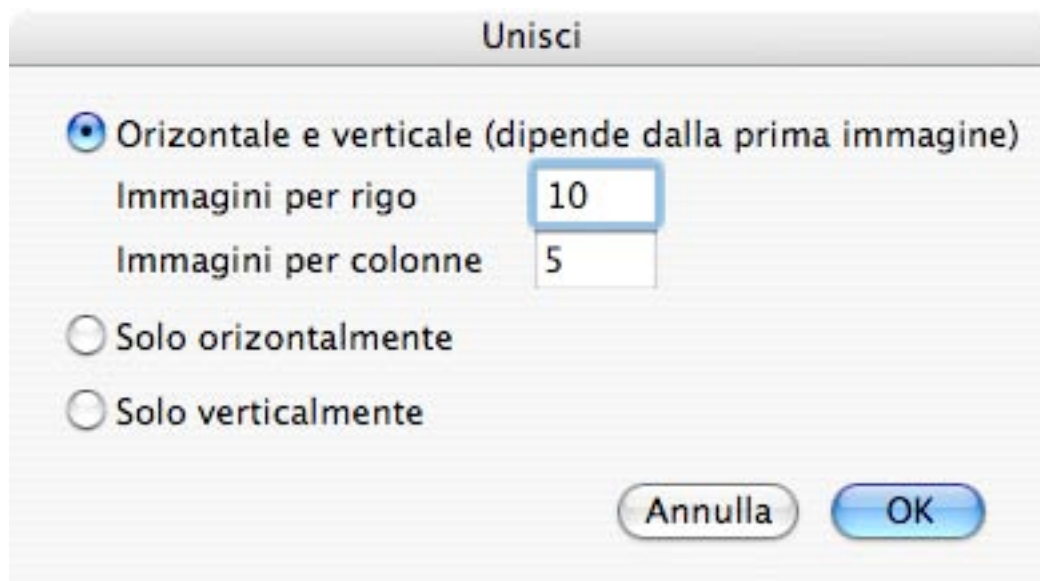 Unisci
Orizontale e verticale (dipende dalla prima immagine)
Immagini per rigo 10
Immagini per colonne 5
Solo orizontalmente
Solo verticalmente
Annulla OK